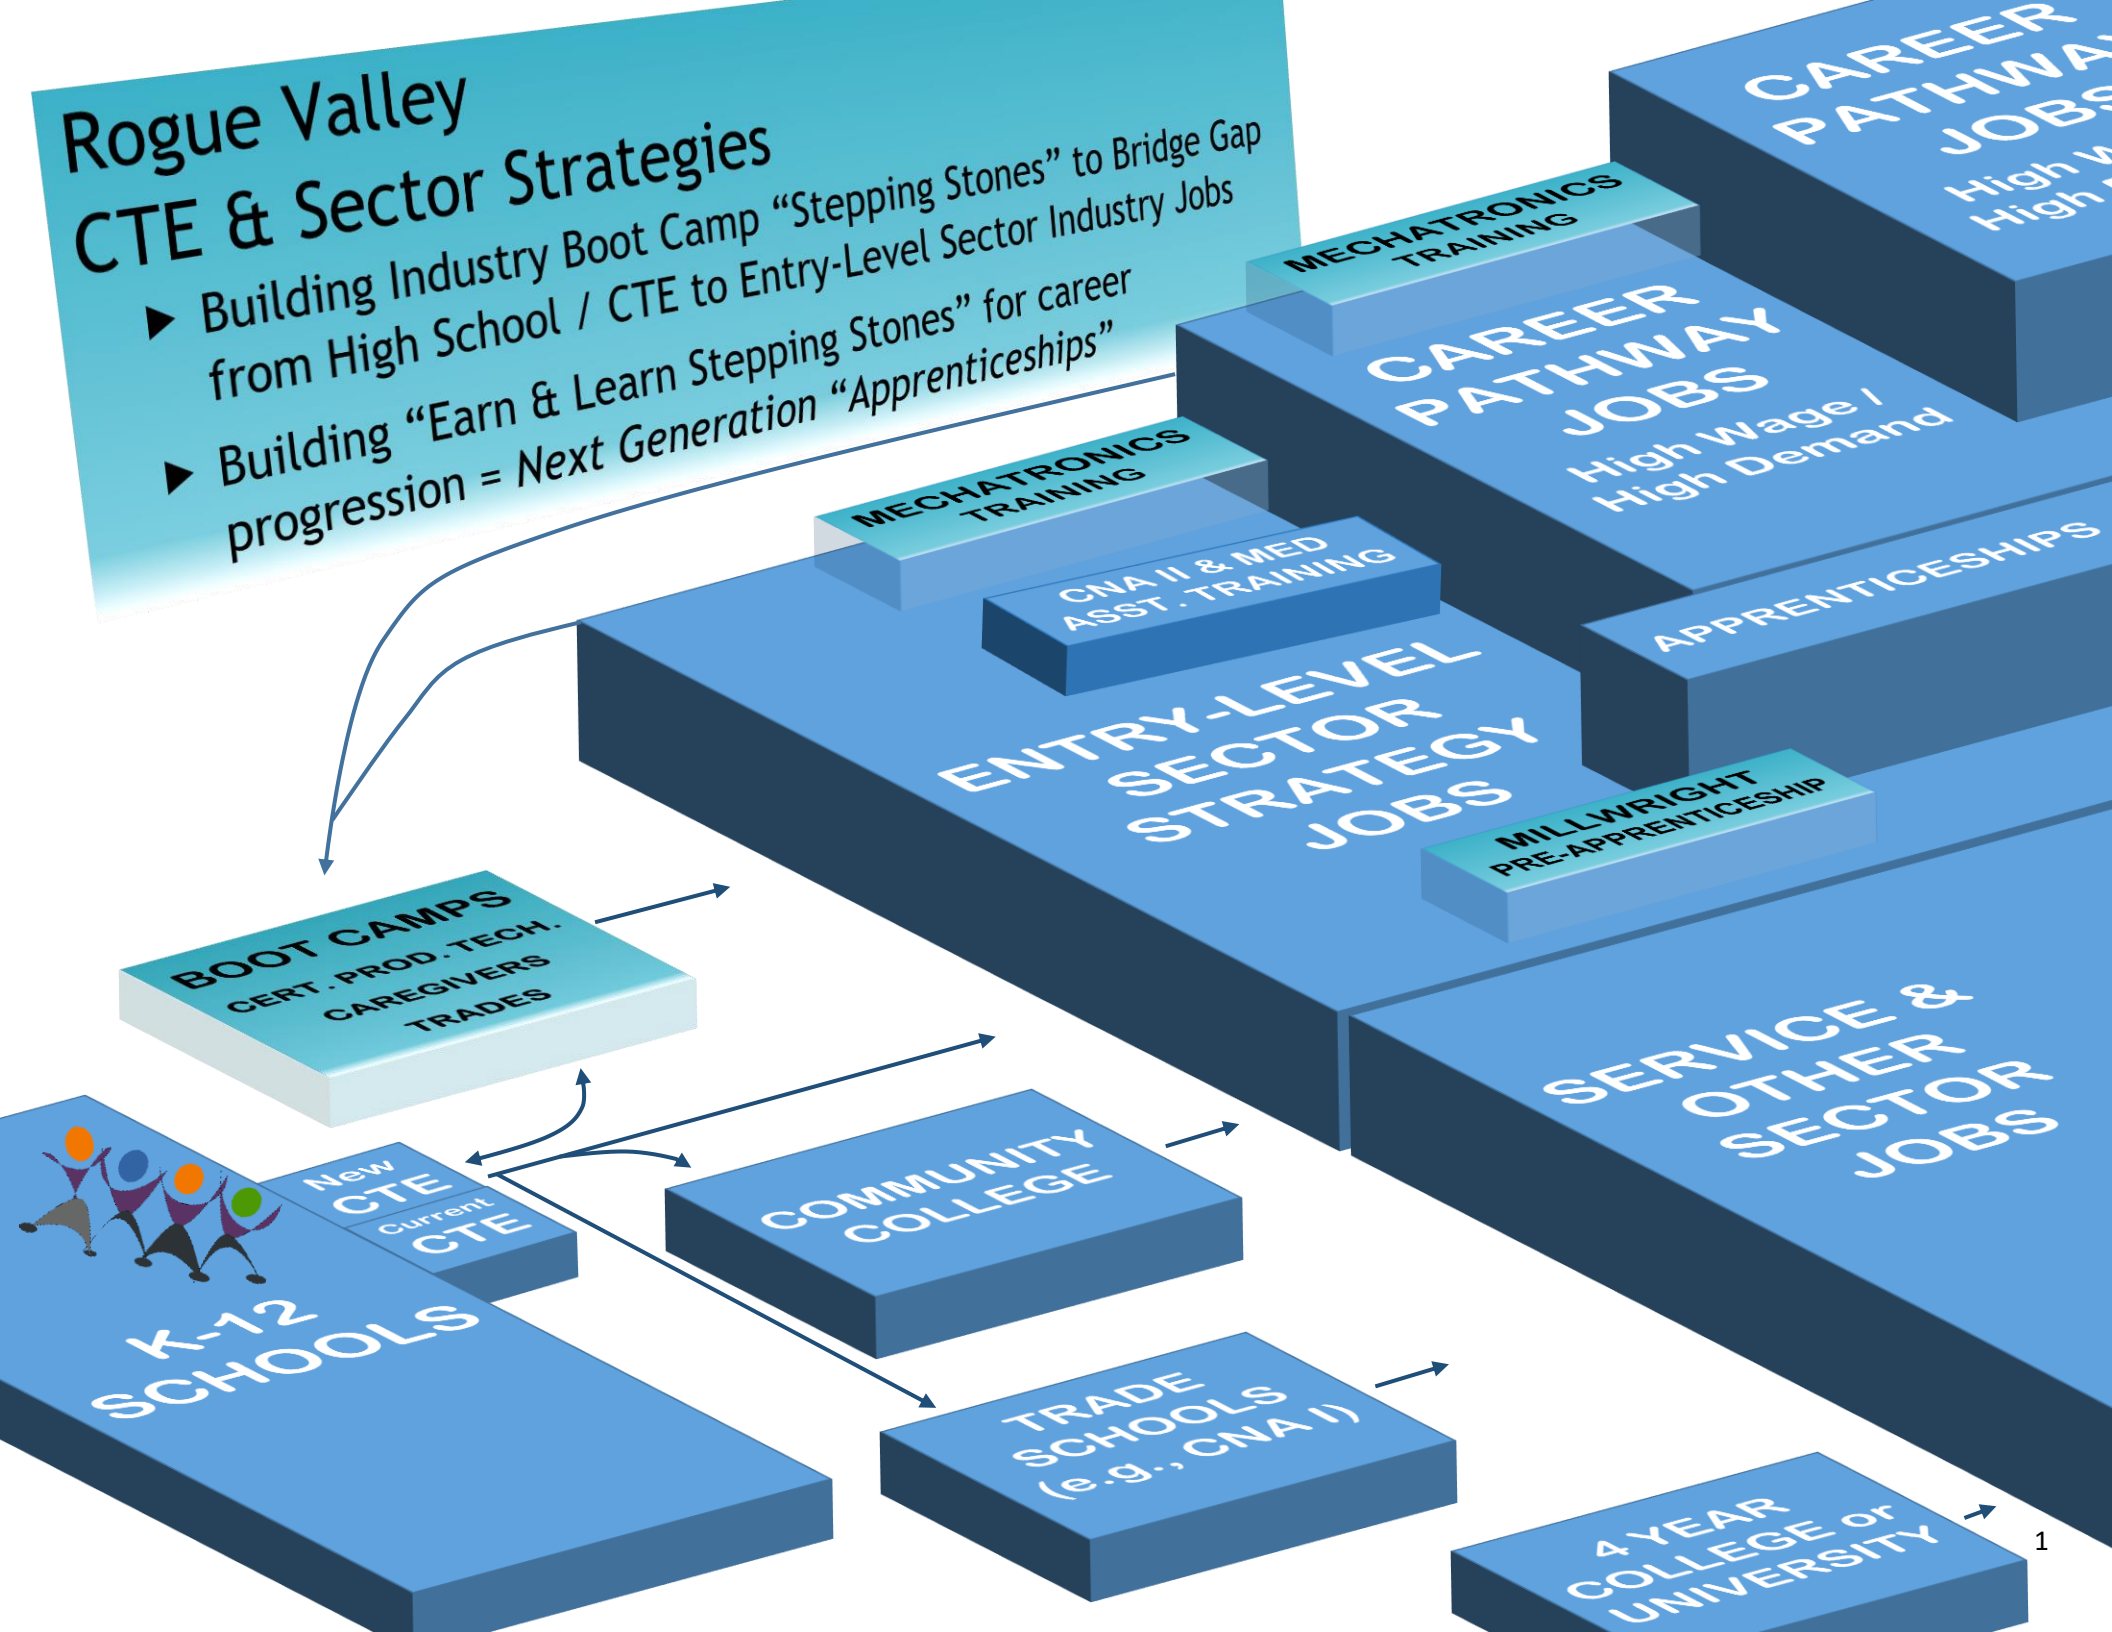 Rogue Valley
CTE & Sector Strategies
► Building Industry Boot Camp “Stepping Stones” to Bridge Gap
from High School / CTE to Entry-Level Sector Industry Jobs
► Building “Earn & Learn Stepping Stones” for career
progression = Next Generation “Apprenticeships”
CAREER
JOBS
High
High
MECHATRONICS
TRAINING
CAREER
PATHWAY
JOBS
High Wage /
High Demand
MECHATRONICS
TRAINING
CNA II & MED
ASST. TRAINING
APPRENTICESHIPS
ENTRY-LEVEL
SECTOR
STRATEGY
JOBS
MILLWRIGHT
PRE-APPRENTICESHIP
BOOT CAMPS
CERT. PROD. TECH.
CAREGIVERS
TRADES
SERVICE &
OTHER
SECTOR
JOBS
New
CTE
Current
CTE
COMMUNITY
COLLEGE
K-12
SCHOOLS
TRADE
SCHOOLS
(e.g., CNA I)
4 YEAR
COLLEGE or
UNIVERSITY
1